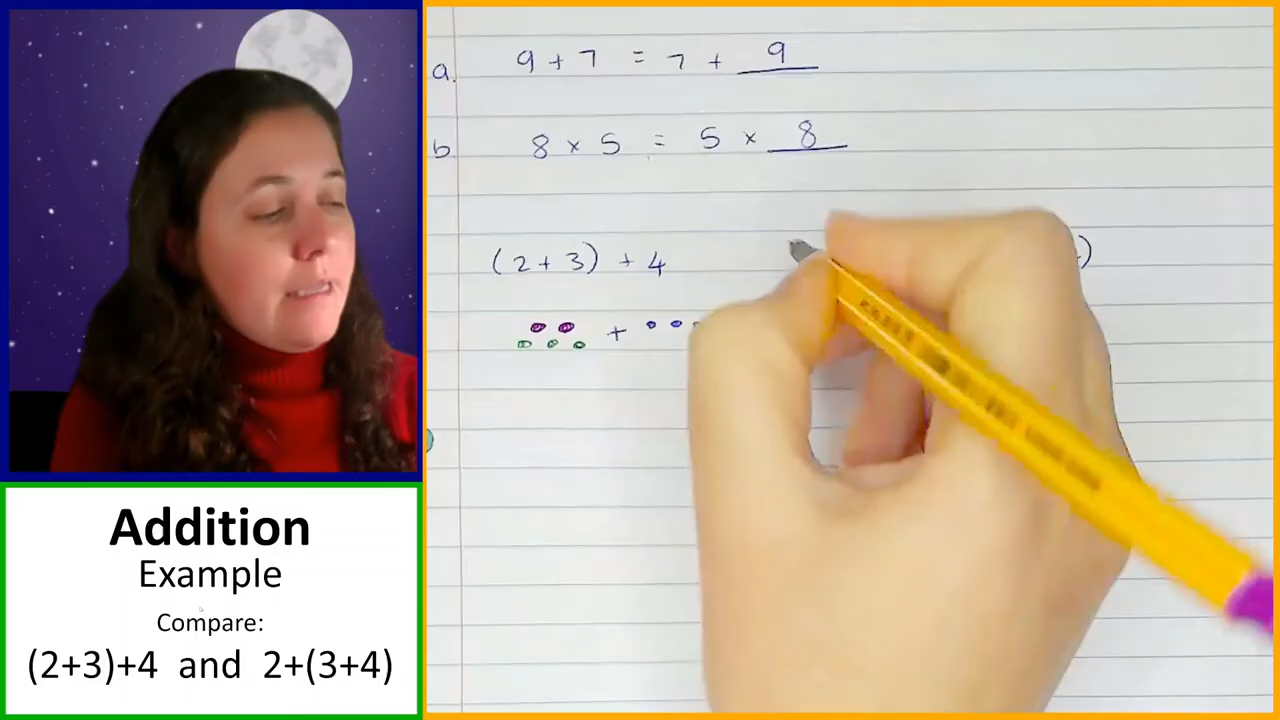 a. 9 + 7 = 7 + 9
b. 8 × 5 = 5 × 8
(2 + 3) + 4 )
+
Addition
Example
Compare:
(2+3)+4 and 2+(3+4)